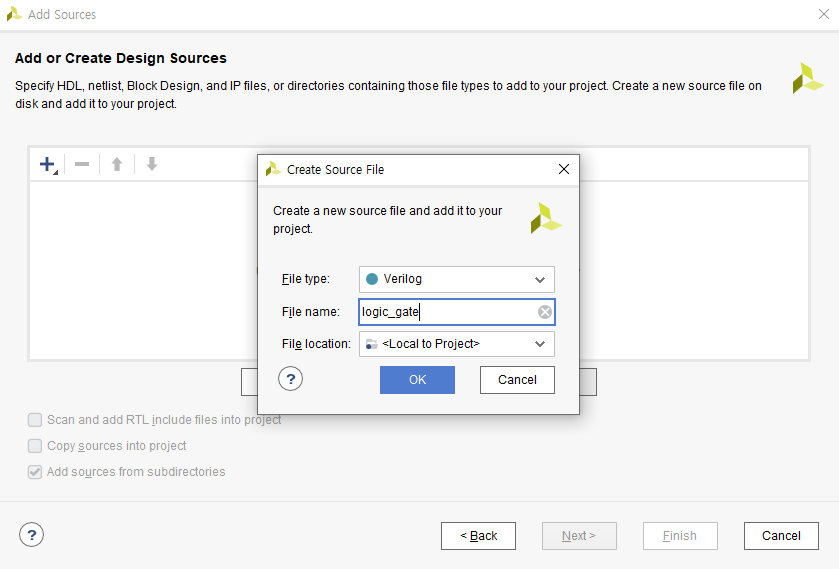 Add Sources
Add or Create Design Sources
Specify HDL, netlist, Block Design, and IP files, or directories containing those file types to add to your project. Create a new source file on
disk and add it to your project.
Create Source File
Create a new source file and add it to your
project.
File type:
Verilog
File name:
logic_gate
File location:
<Local to Project>
?
OK
Cancel
Scan and add RTL include files into project
Copy sources into project
Add sources from subdirectories
?
< Back
Next >
Finish
Cancel